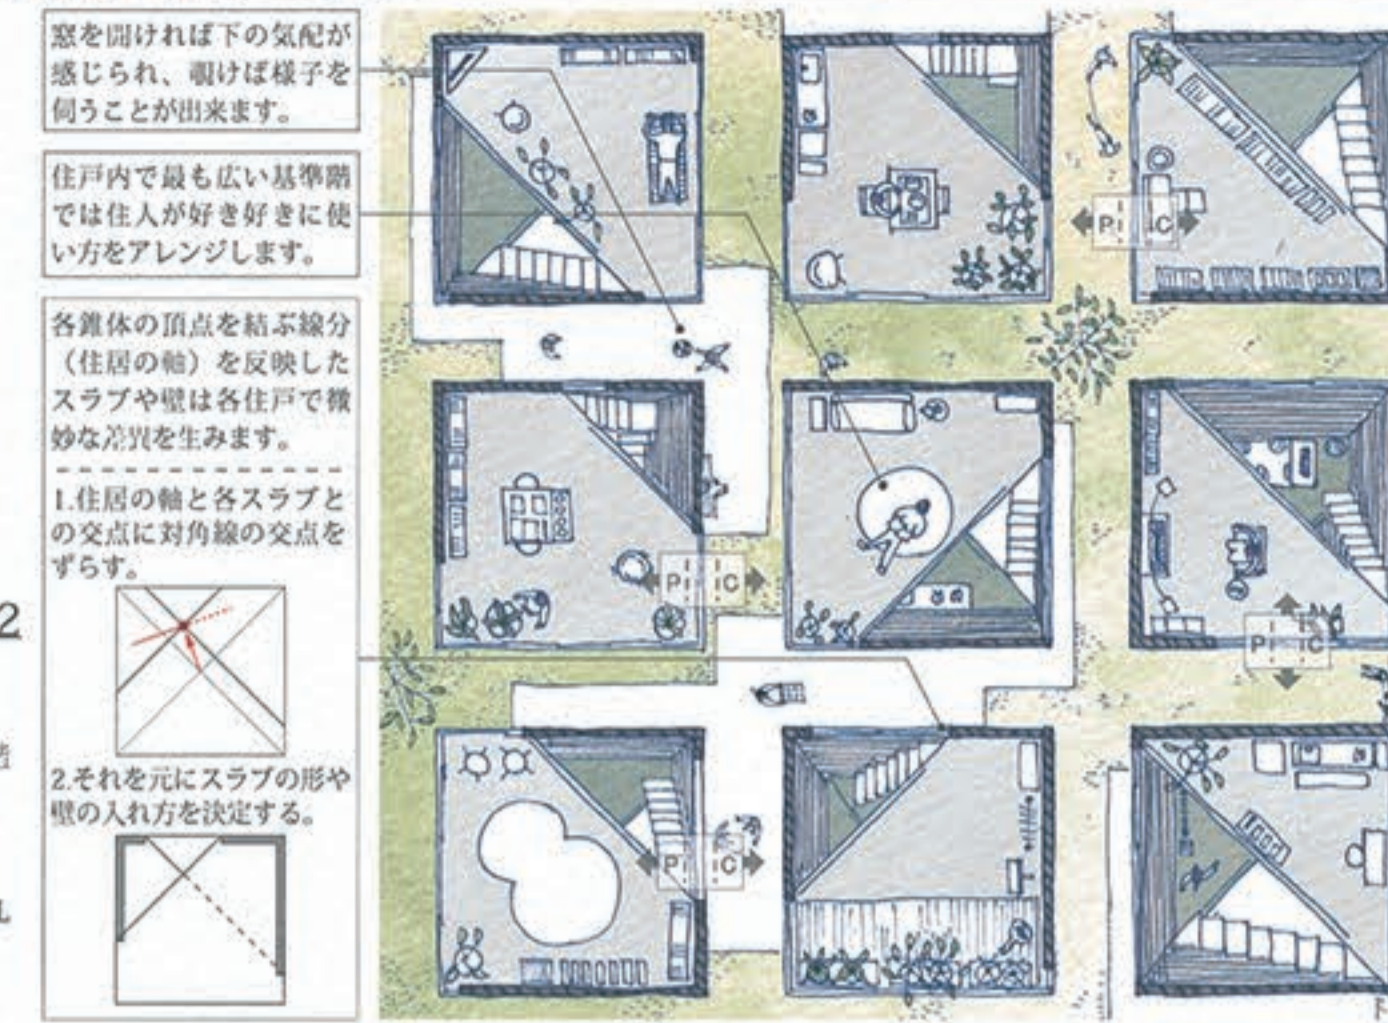 窓を開ければ下の気配が
感じられ、覗けば様子を
伺うことが出来ます。
住戸内で最も広い基準階
では住人が好き好きに使
い方をアレンジします。
各錐体の頂点を結ぶ線分
（住居の軸）を反映した
スラブや壁は各住戸で微
妙な差異を生みます。
1.住居の軸と各スラブと
の交点に対角線の交点を
ずらす。
2.それを元にスラブの形や
壁の入れ方を決定する。
2
P C
P C
P C
P C